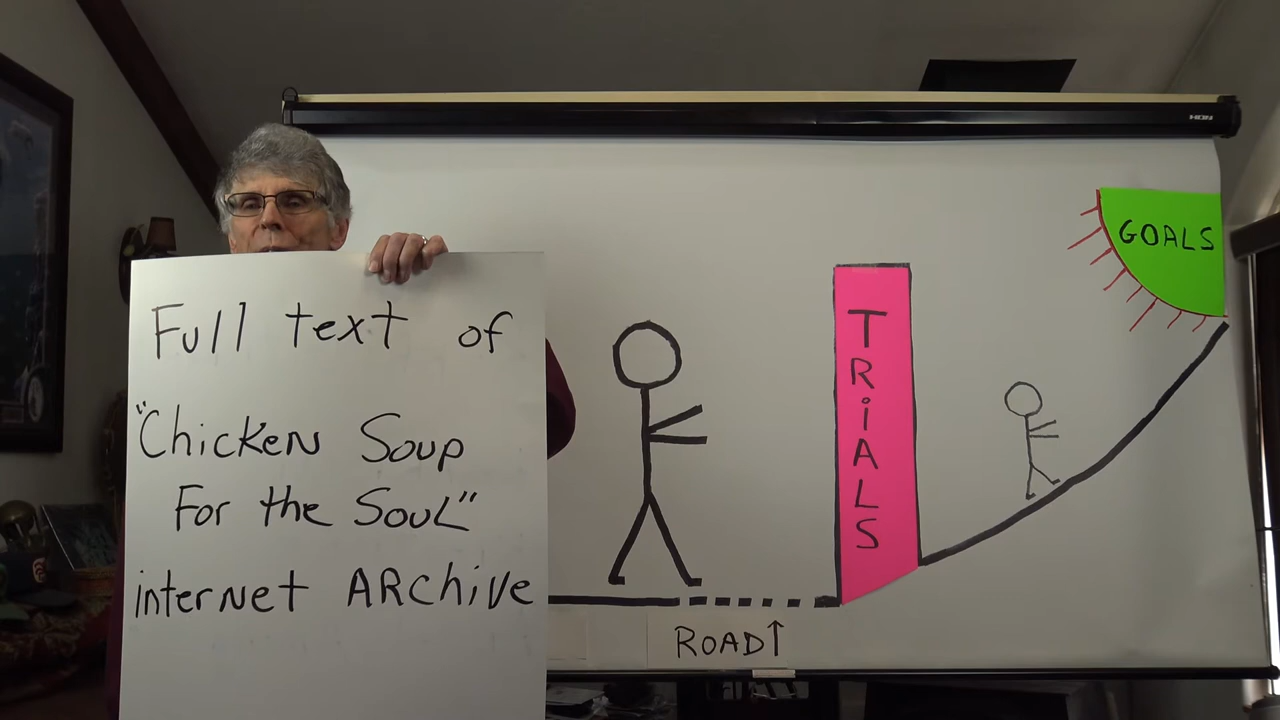 Full text of
"Chicken Soup
For the Soul"
internet ARchive
GOALS
TRiALS
ROAD↑